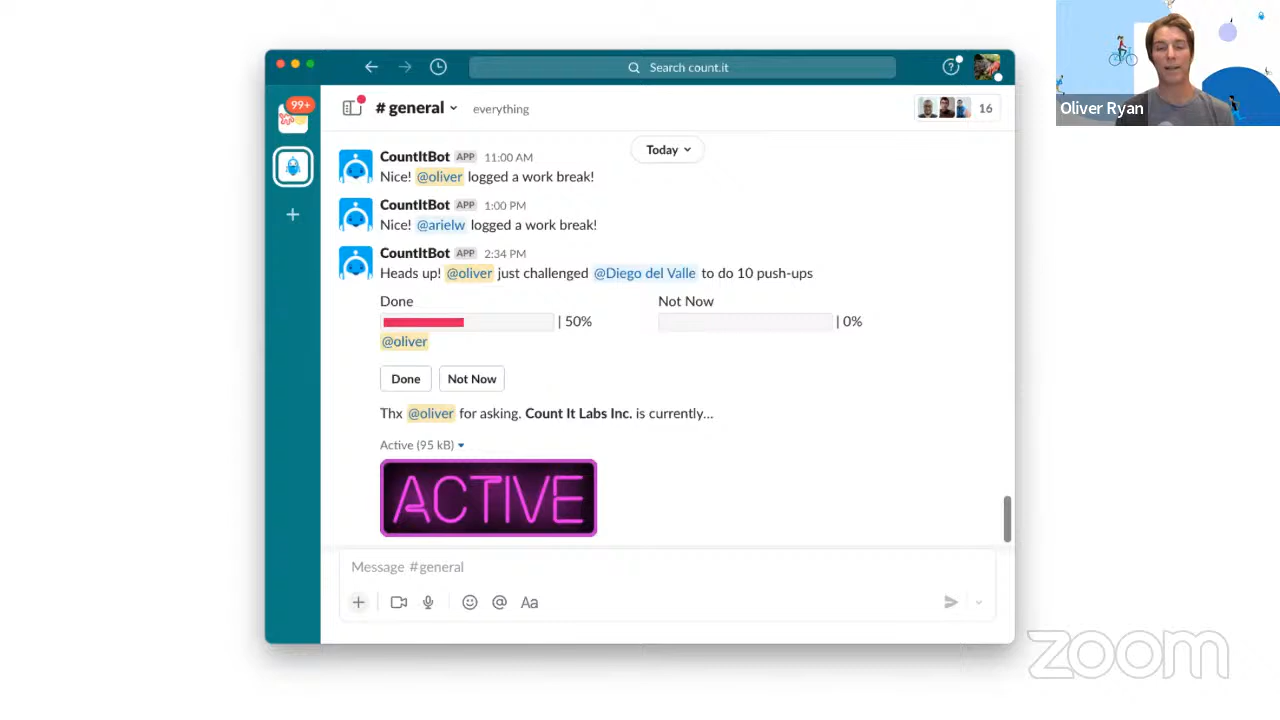 Search count.it
99+
# general
everything
16
Today
CountItBot APP 11:00 AM
Nice! @oliver logged a work break!
CountItBot APP 1:00 PM
Nice! @arielw logged a work break!
CountItBot APP 2:34 PM
Heads up! @oliver just challenged @Diego del Valle to do 10 push-ups
Done Not Now
| 50% | 0%
@oliver
Done Not Now
Thx @oliver for asking. Count It Labs Inc. is currently...
Active (95 kB)
ACTIVE
Message #general
Aa
Oliver Ryan
zoom